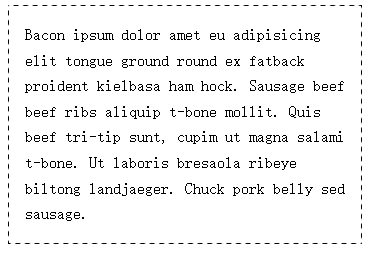 Bacon ipsum dolor amet eu adipisicing
elit tongue ground round ex fatback
proident kielbasa ham hock. Sausage beef
beef ribs aliquip t-bone mollit. Quis
beef tri-tip sunt, cupim ut magna salami
t-bone. Ut laboris bresaola ribeye
biltong landjaeger. Chuck pork belly sed
sausage.